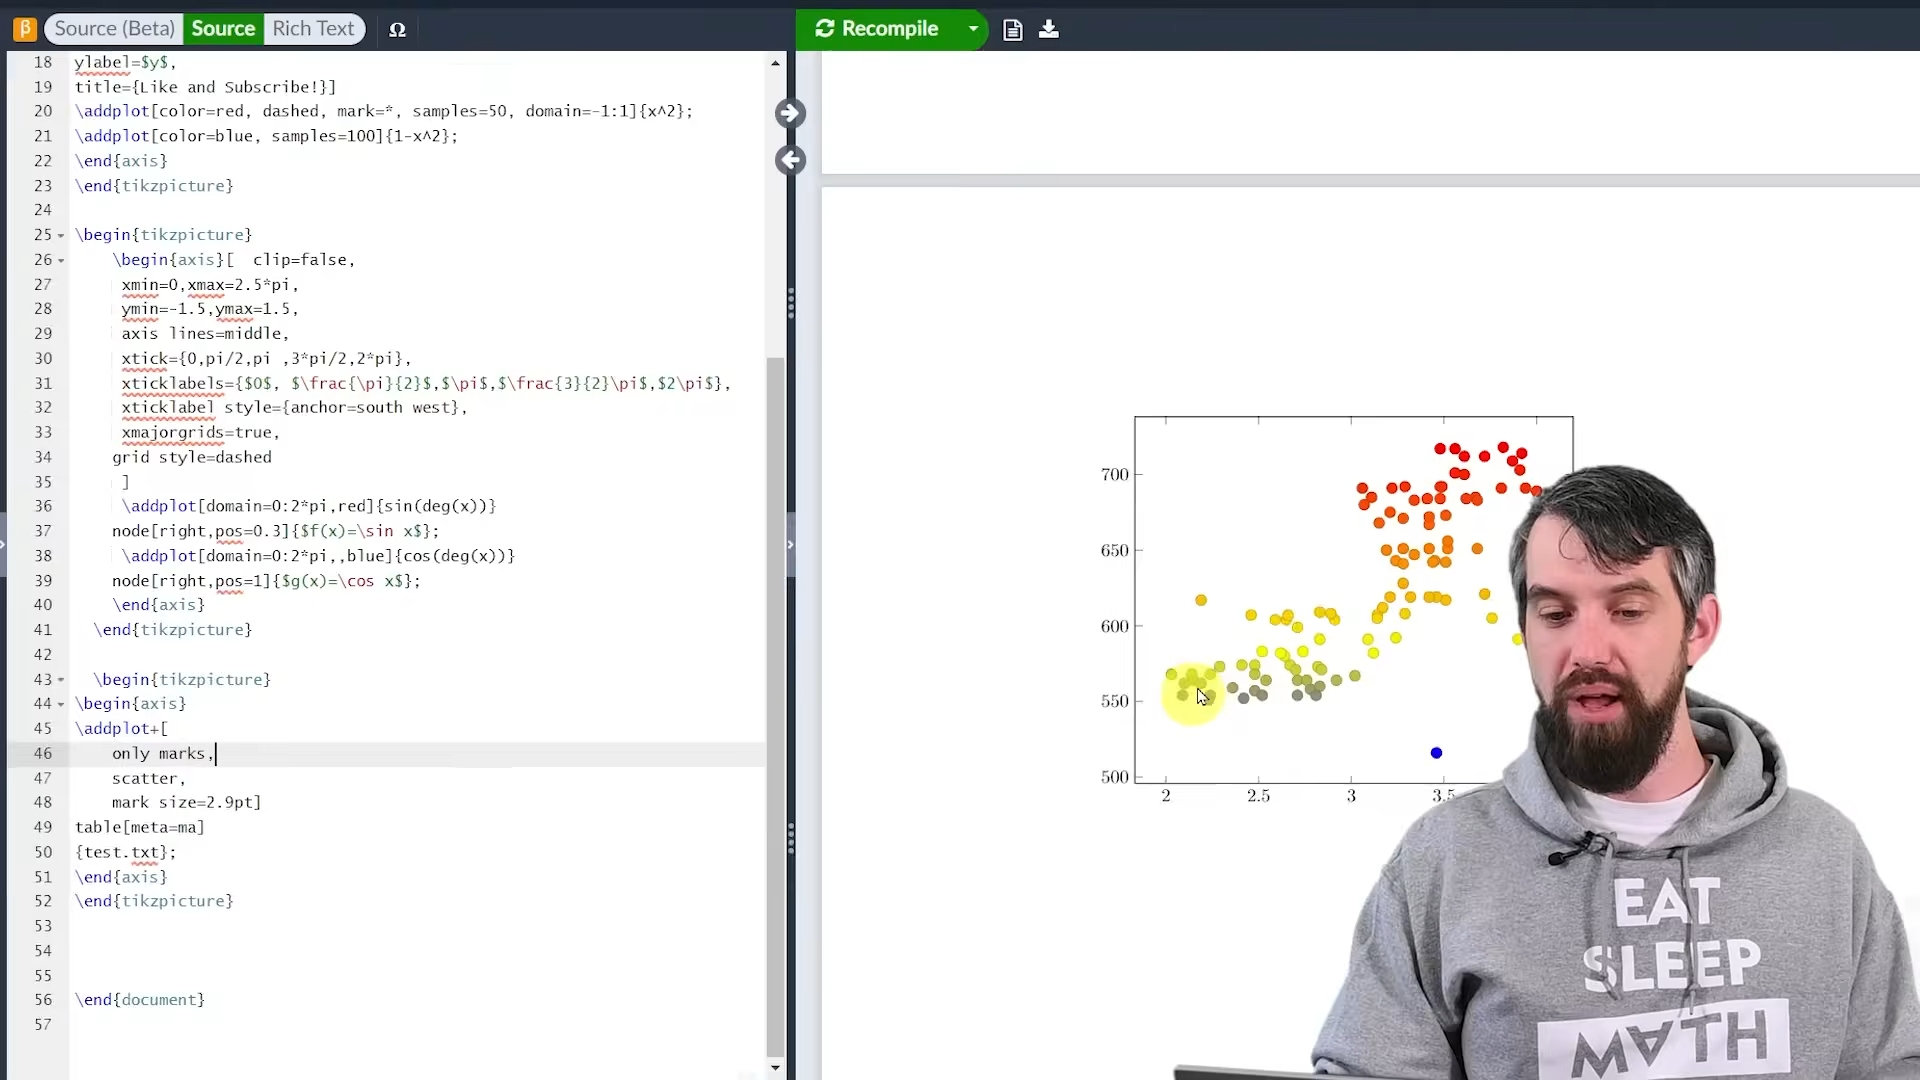 β Source (Beta) Source Rich Text Ω Recompile
18 ylabel=$y$,
19 title={Like and Subscribe!}]
20 \addplot[color=red, dashed, mark=*, samples=50, domain=-1:1]{x^2};
21 \addplot[color=blue, samples=100]{1-x^2};
22 \end{axis}
23 \end{tikzpicture}
24
25 \begin{tikzpicture}
26 \begin{axis}[ clip=false,
27 xmin=0,xmax=2.5*pi,
28 ymin=-1.5,ymax=1.5,
29 axis lines=middle,
30 xtick={0,pi/2,pi ,3*pi/2,2*pi},
31 xticklabels={$0$, $\frac{\pi}{2}$,$\pi$,$\frac{3}{2}\pi$,$2\pi$},
32 xticklabel style={anchor=south west},
33 xmajorgrids=true,
34 grid style=dashed
35 ]
36 \addplot[domain=0:2*pi,red]{sin(deg(x))}
37 node[right,pos=0.3]{$f(x)=\sin x$};
38 \addplot[domain=0:2*pi,,blue]{cos(deg(x))}
39 node[right,pos=1]{$g(x)=\cos x$};
40 \end{axis}
41 \end{tikzpicture}
42
43 \begin{tikzpicture}
44 \begin{axis}
45 \addplot+[
46 only marks,
47 scatter,
48 mark size=2.9pt]
49 table[meta=ma]
50 {test.txt};
51 \end{axis}
52 \end{tikzpicture}
53
54
55
56 \end{document}
57
700
650
600
550
500
2 2.5 3 3.5
EAT
SLEEP
MATH